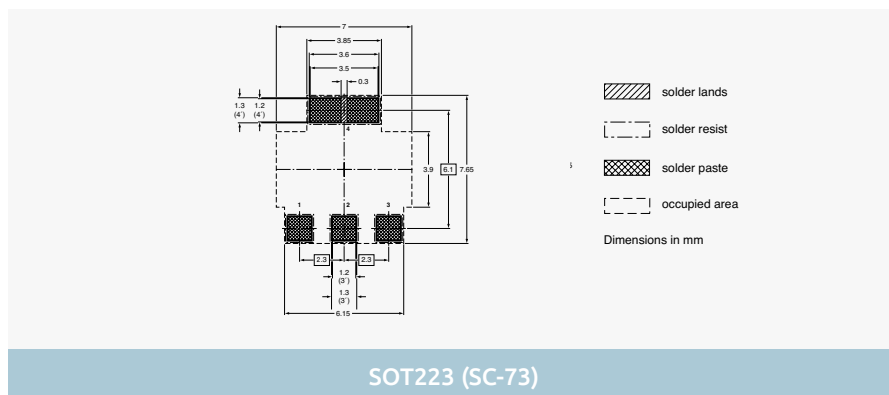 7
3.85
3.6
3.5
0.3
1.3 1.2
(4´) (4´)
4
3.9 6.1 7.65
1 2 3
2.3 2.3
1.2
(3´)
1.3
(3´)
6.15
solder lands
solder resist
solder paste
occupied area
Dimensions in mm
SOT223 (SC-73)